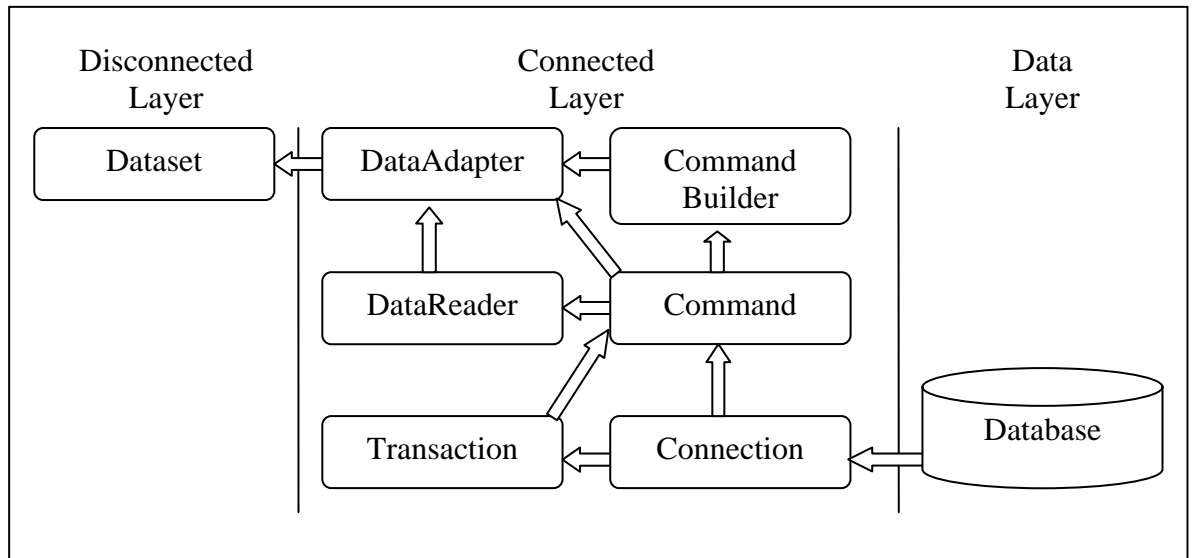 Disconnected
Layer
Connected
Layer
Data
Layer
Dataset
DataAdapter
Command
Builder
DataReader
Command
Transaction
Connection
Database